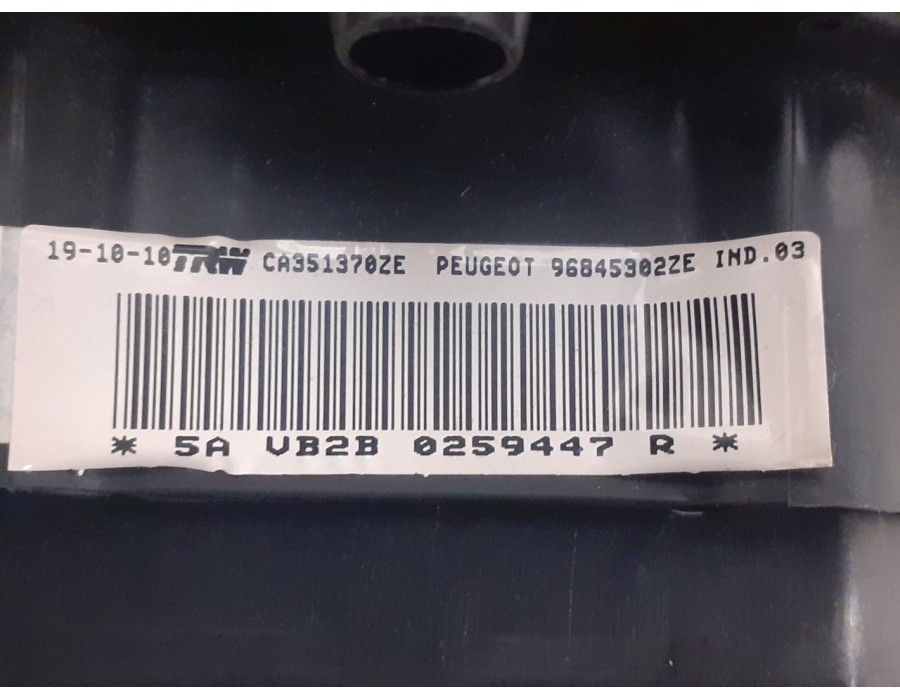 19-10-10 TRW CA351370ZE PEUGEOT 96845302ZE IND.03
* 5A VB2B 0259447 R *